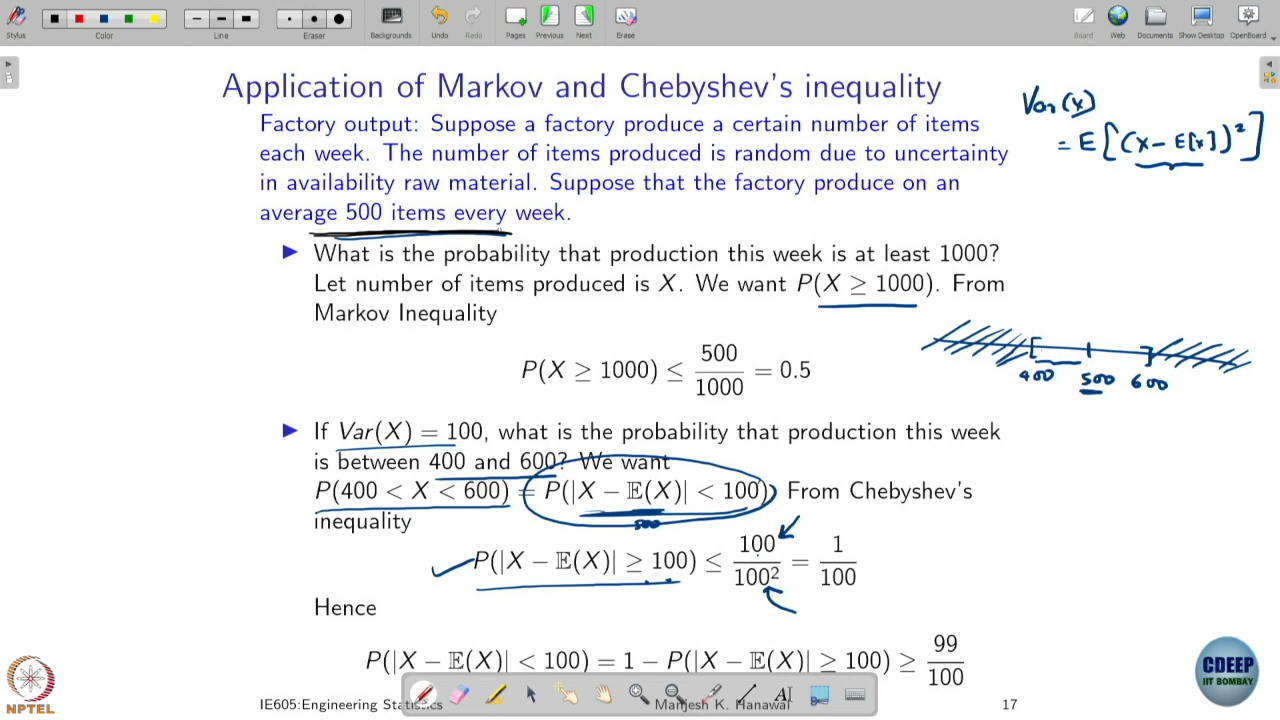 Stylus
Color
Line
Eraser
Backgrounds
Undo
Redo
Pages
Previous
Next
Erase
Board
Web
Documents
Show Desktop
OpenBoard
Application of Markov and Chebyshev's inequality
Factory output: Suppose a factory produce a certain number of items
each week. The number of items produced is random due to uncertainty
in availability raw material. Suppose that the factory produce on an
average 500 items every week.
Var(X)
= E[(X - E[X])²]
▶ What is the probability that production this week is at least 1000?
Let number of items produced is X. We want P(X ≥ 1000). From
Markov Inequality
P(X ≥ 1000) ≤ 500/1000 = 0.5
400 500 600
▶ If Var(X) = 100, what is the probability that production this week
is between 400 and 600? We want
P(400 < X < 600) = P(|X − 𝔼(X)| < 100). From Chebyshev's
500
inequality
P(|X − 𝔼(X)| ≥ 100) ≤ 100/100² = 1/100
Hence
P(|X − 𝔼(X)| < 100) = 1 − P(|X − 𝔼(X)| ≥ 100) ≥ 99/100
NPTEL
IE605:Engineering Statistics
Manjesh K. Hanawal
17
CDEEP
IIT BOMBAY